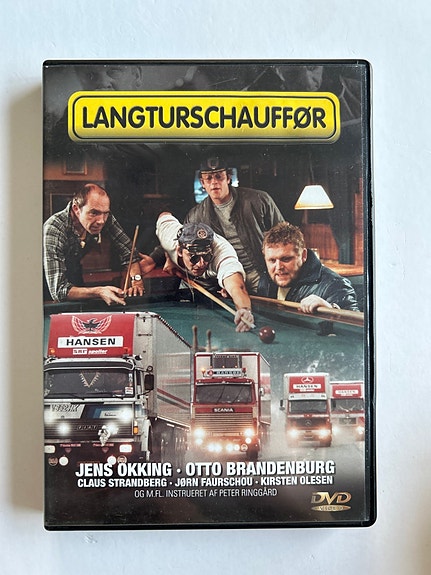 LANGTURSCHAUFFØR
HANSEN
HANSEN
SCANIA
HANSEN
JENS OKKING · OTTO BRANDENBURG
CLAUS STRANDBERG · JØRN FAURSCHOU · KIRSTEN OLESEN
OG M.FL. INSTRUERET AF PETER RINGGÅRD
DVD